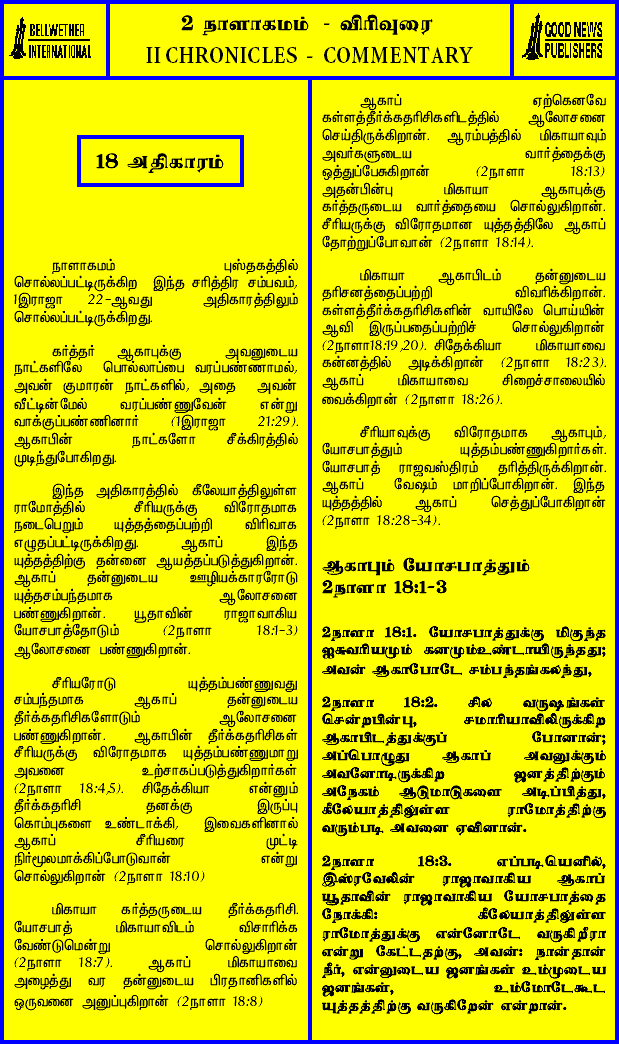 BELLWETHER
INTERNATIONAL
2 நாளாகமம் - விரிவுரை
II CHRONICLES - COMMENTARY
GOOD NEWS
PUBLISHERS
18 அதிகாரம்
நாளாகமம் புஸ்தகத்தில்
சொல்லப்பட்டிருக்கிற இந்த சரித்திர சம்பவம்,
1இராஜா 22-ஆவது அதிகாரத்திலும்
சொல்லப்பட்டிருக்கிறது.
கர்த்தர் ஆகாபுக்கு அவனுடைய
நாட்களிலே பொல்லாப்பை வரப்பண்ணாமல்,
அவன் குமாரன் நாட்களில், அதை அவன்
வீட்டின்மேல் வரப்பண்ணுவேன் என்று
வாக்குப்பண்ணினார் (1இராஜா 21:29).
ஆகாபின் நாட்களோ சீக்கிரத்தில்
முடிந்துபோகிறது.
இந்த அதிகாரத்தில் கீலேயாத்திலுள்ள
ராமோத்தில் சீரியருக்கு விரோதமாக
நடைபெறும் யுத்தத்தைப்பற்றி விரிவாக
எழுதப்பட்டிருக்கிறது. ஆகாப் இந்த
யுத்தத்திற்கு தன்னை ஆயத்தப்படுத்துகிறான்.
ஆகாப் தன்னுடைய ஊழியக்காரரோடு
யுத்தசம்பந்தமாக ஆலோசனை
பண்ணுகிறான். யூதாவின் ராஜாவாகிய
யோசபாத்தோடும் (2நாளா 18:1-3)
ஆலோசனை பண்ணுகிறான்.
சீரியரோடு யுத்தம்பண்ணுவது
சம்பந்தமாக ஆகாப் தன்னுடைய
தீர்க்கதரிசிகளோடும் ஆலோசனை
பண்ணுகிறான். ஆகாபின் தீர்க்கதரிசிகள்
சீரியருக்கு விரோதமாக யுத்தம்பண்ணுமாறு
அவனை உற்சாகப்படுத்துகிறார்கள்
(2நாளா 18:4,5). சிதேக்கியா என்னும்
தீர்க்கதரிசி தனக்கு இருப்பு
கொம்புகளை உண்டாக்கி, இவைகளினால்
ஆகாப் சீரியரை முட்டி
நிர்மூலமாக்கிப்போடுவான் என்று
சொல்லுகிறான் (2நாளா 18:10)
மிகாயா கர்த்தருடைய தீர்க்கதரிசி.
யோசபாத் மிகாயாவிடம் விசாரிக்க
வேண்டுமென்று சொல்லுகிறான்
(2நாளா 18:7). ஆகாப் மிகாயாவை
அழைத்து வர தன்னுடைய பிரதானிகளில்
ஒருவனை அனுப்புகிறான் (2நாளா 18:8)
ஆகாப் ஏற்கெனவே
கள்ளத்தீர்க்கதரிசிகளிடத்தில் ஆலோசனை
செய்திருக்கிறான். ஆரம்பத்தில் மிகாயாவும்
அவர்களுடைய வார்த்தைக்கு
ஒத்துப்பேசுகிறான் (2நாளா 18:13)
அதன்பின்பு மிகாயா ஆகாபுக்கு
கர்த்தருடைய வார்த்தையை சொல்லுகிறான்.
சீரியருக்கு விரோதமான யுத்தத்திலே ஆகாப்
தோற்றுப்போவான் (2நாளா 18:14).
மிகாயா ஆகாபிடம் தன்னுடைய
தரிசனத்தைப்பற்றி விவரிக்கிறான்.
கள்ளத்தீர்க்கதரிசிகளின் வாயிலே பொய்யின்
ஆவி இருப்பதைப்பற்றிச் சொல்லுகிறான்
(2நாளா18:19,20). சிதேக்கியா மிகாயாவை
கன்னத்தில் அடிக்கிறான் (2நாளா 18:23).
ஆகாப் மிகாயாவை சிறைச்சாலையில்
வைக்கிறான் (2நாளா 18:26).
சீரியாவுக்கு விரோதமாக ஆகாபும்,
யோசபாத்தும் யுத்தம்பண்ணுகிறார்கள்.
யோசபாத் ராஜவஸ்திரம் தரித்திருக்கிறான்.
ஆகாப் வேஷம் மாறிப்போகிறான். இந்த
யுத்தத்தில் ஆகாப் செத்துப்போகிறான்
(2நாளா 18:28-34).
ஆகாபும் யோசபாத்தும்
2நாளா 18:1-3
2நாளா 18:1. யோசபாத்துக்கு மிகுந்த
ஐசுவரியமும் கனமும்உண்டாயிருந்தது;
அவன் ஆகாபோடே சம்பந்தங்கலந்து,
2நாளா 18:2. சில வருஷங்கள்
சென்றபின்பு, சமாரியாவிலிருக்கிற
ஆகாபிடத்துக்குப் போனான்;
அப்பொழுது ஆகாப் அவனுக்கும்
அவனோடிருக்கிற ஜனத்திற்கும்
அநேகம் ஆடுமாடுகளை அடிப்பித்து,
கீலேயாத்திலுள்ள ராமோத்திற்கு
வரும்படி அவனை ஏவினான்.
2நாளா 18:3. எப்படியெனில்,
இஸ்ரவேலின் ராஜாவாகிய ஆகாப்
யூதாவின் ராஜாவாகிய யோசபாத்தை
நோக்கி: கீலேயாத்திலுள்ள
ராமோத்துக்கு என்னோடே வருகிறீரா
என்று கேட்டதற்கு, அவன்: நான்தான்
நீர், என்னுடைய ஜனங்கள் உம்முடைய
ஜனங்கள், உம்மோடேகூட
யுத்தத்திற்கு வருகிறேன் என்றான்.